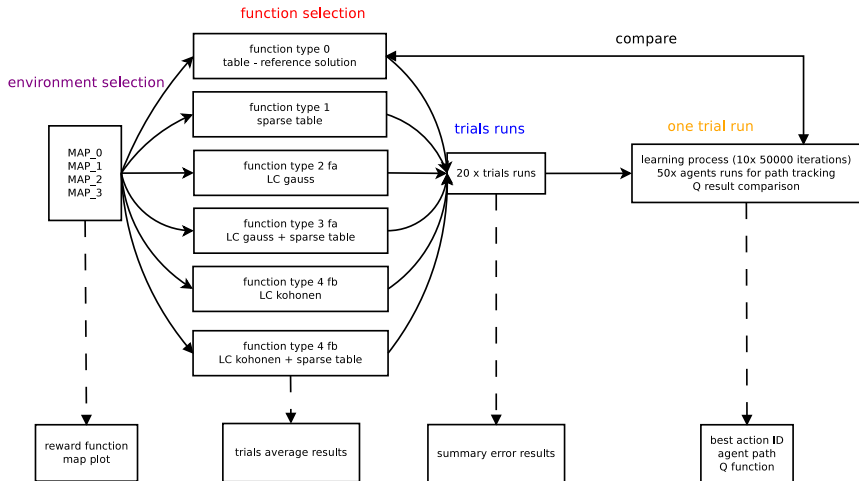 function selection
environment selection
function type 0
table - reference solution
compare
function type 1
sparse table
trials runs
one trial run
MAP_0
MAP_1
MAP_2
MAP_3
function type 2 fa
LC gauss
20 x trials runs
learning process (10x 50000 iterations)
50x agents runs for path tracking
Q result comparison
function type 3 fa
LC gauss + sparse table
function type 4 fb
LC kohonen
function type 4 fb
LC kohonen + sparse table
reward function
map plot
trials average results
summary error results
best action ID
agent path
Q function